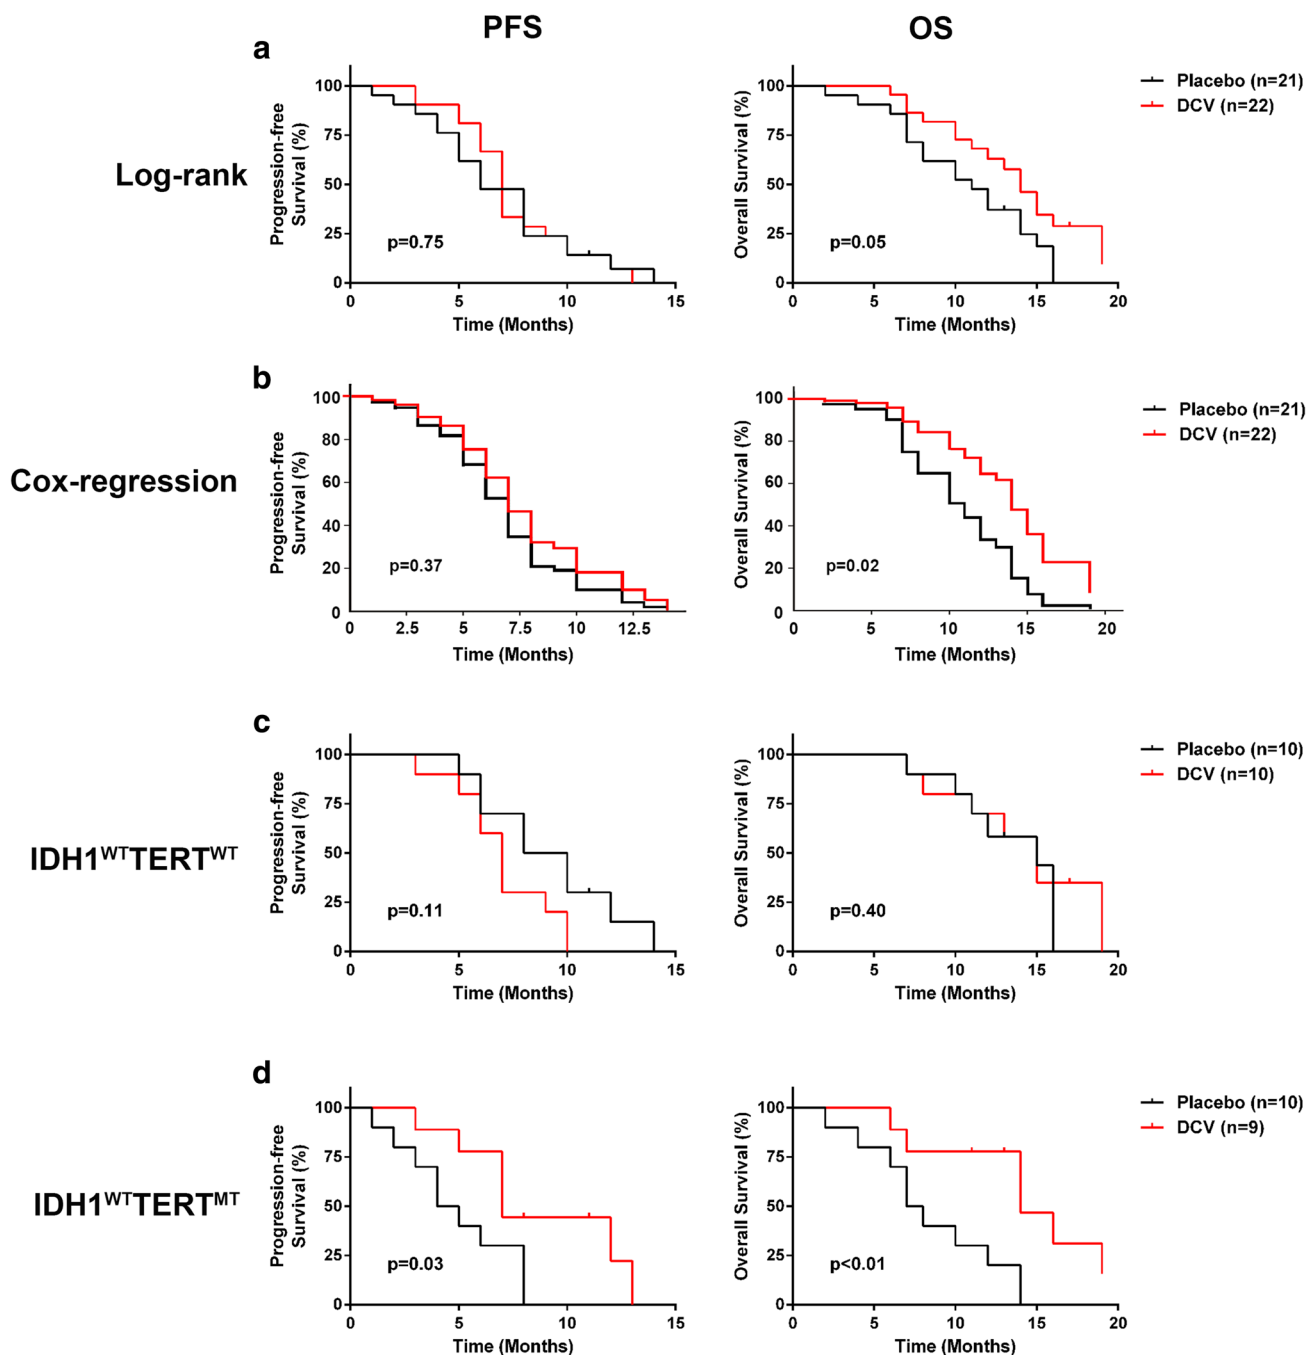 PFS
OS
a
Log-rank
Progression-free
Survival (%)
100
75
50
25
0
p=0.75
0
5
10
15
Time (Months)
Overall Survival (%)
100
75
50
25
0
p=0.05
0
5
10
15
20
Time (Months)
Placebo (n=21)
DCV (n=22)
b
Cox-regression
Progression-free
Survival (%)
100
80
60
40
20
0
p=0.37
0
2.5
5
7.5
10
12.5
Time (Months)
Overall Survival (%)
100
80
60
40
20
0
p=0.02
0
5
10
15
20
Time (Months)
Placebo (n=21)
DCV (n=22)
c
IDH1WTTERTWT
Progression-free
Survival (%)
100
75
50
25
0
p=0.11
0
5
10
15
Time (Months)
Overall Survival (%)
100
75
50
25
0
p=0.40
0
5
10
15
20
Time (Months)
Placebo (n=10)
DCV (n=10)
d
IDH1WTTERTMT
Progression-free
Survival (%)
100
75
50
25
0
p=0.03
0
5
10
15
Time (Months)
Overall Survival (%)
100
75
50
25
0
p<0.01
0
5
10
15
20
Time (Months)
Placebo (n=10)
DCV (n=9)